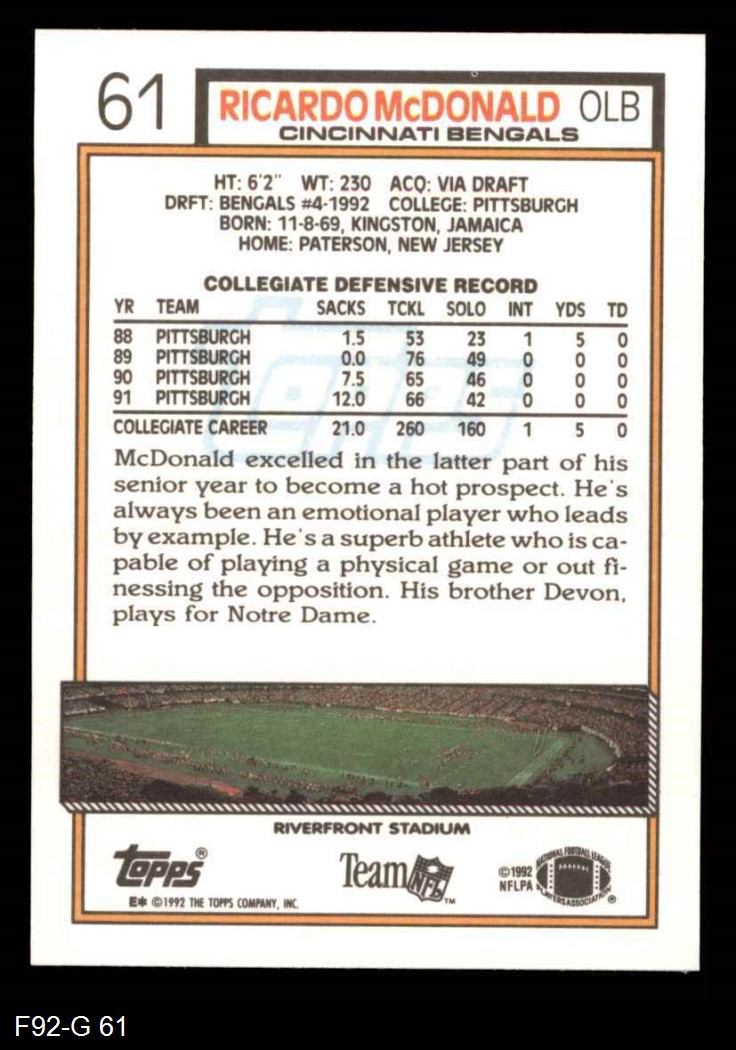 61
RICARDO McDONALD OLB
CINCINNATI BENGALS
HT: 6'2" WT: 230 ACQ: VIA DRAFT
DRFT: BENGALS #4-1992 COLLEGE: PITTSBURGH
BORN: 11-8-69, KINGSTON, JAMAICA
HOME: PATERSON, NEW JERSEY
COLLEGIATE DEFENSIVE RECORD
YR TEAM SACKS TCKL SOLO INT YDS TD
88 PITTSBURGH 1.5 53 23 1 5 0
89 PITTSBURGH 0.0 76 49 0 0 0
90 PITTSBURGH 7.5 65 46 0 0 0
91 PITTSBURGH 12.0 66 42 0 0 0
COLLEGIATE CAREER 21.0 260 160 1 5 0
McDonald excelled in the latter part of his
senior year to become a hot prospect. He's
always been an emotional player who leads
by example. He's a superb athlete who is ca-
pable of playing a physical game or out fi-
nessing the opposition. His brother Devon,
plays for Notre Dame.
Topps
RIVERFRONT STADIUM
Topps®
Team NFL™
©1992
NFLPA
NATIONAL FOOTBALL LEAGUE
PLAYERS ASSOCIATION ®
E* ©1992 THE TOPPS COMPANY, INC.
F92-G 61